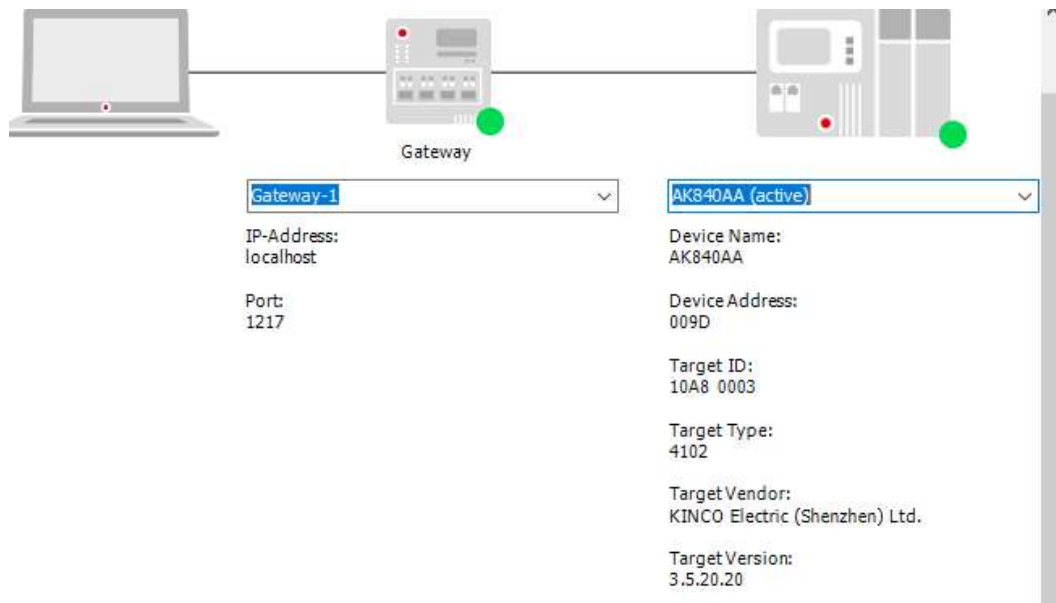 Gateway
Gateway-1
IP-Address:
localhost
Port:
1217
AK840AA (active)
Device Name:
AK840AA
Device Address:
009D
Target ID:
10A8 0003
Target Type:
4102
Target Vendor:
KINCO Electric (Shenzhen) Ltd.
Target Version:
3.5.20.20